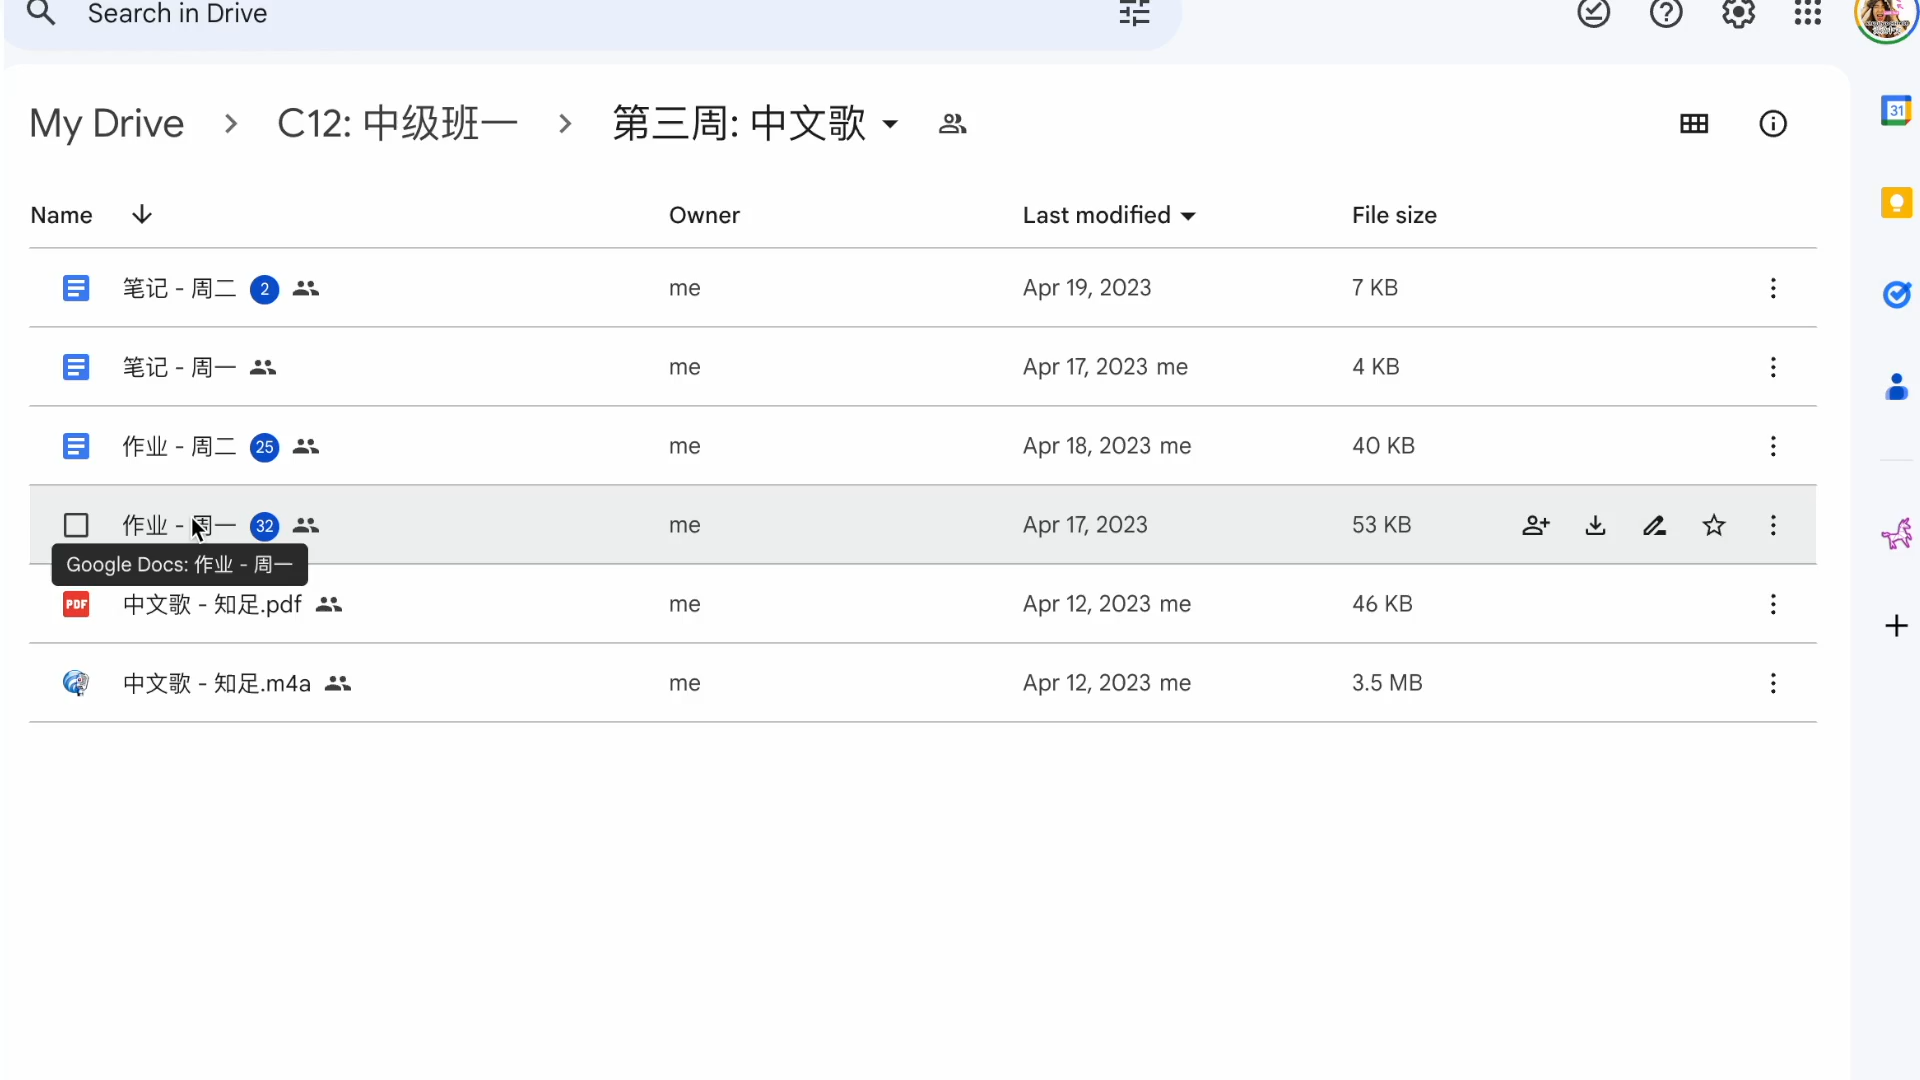 Search in Drive
My Drive > C12: 中级班一 > 第三周: 中文歌
31
Name Owner Last modified File size
笔记 - 周二 2 me Apr 19, 2023 7 KB
笔记 - 周一 me Apr 17, 2023 me 4 KB
作业 - 周二 25 me Apr 18, 2023 me 40 KB
作业 - 周一 32 me Apr 17, 2023 53 KB
Google Docs: 作业 - 周一
PDF 中文歌 - 知足.pdf me Apr 12, 2023 me 46 KB
中文歌 - 知足.m4a me Apr 12, 2023 me 3.5 MB